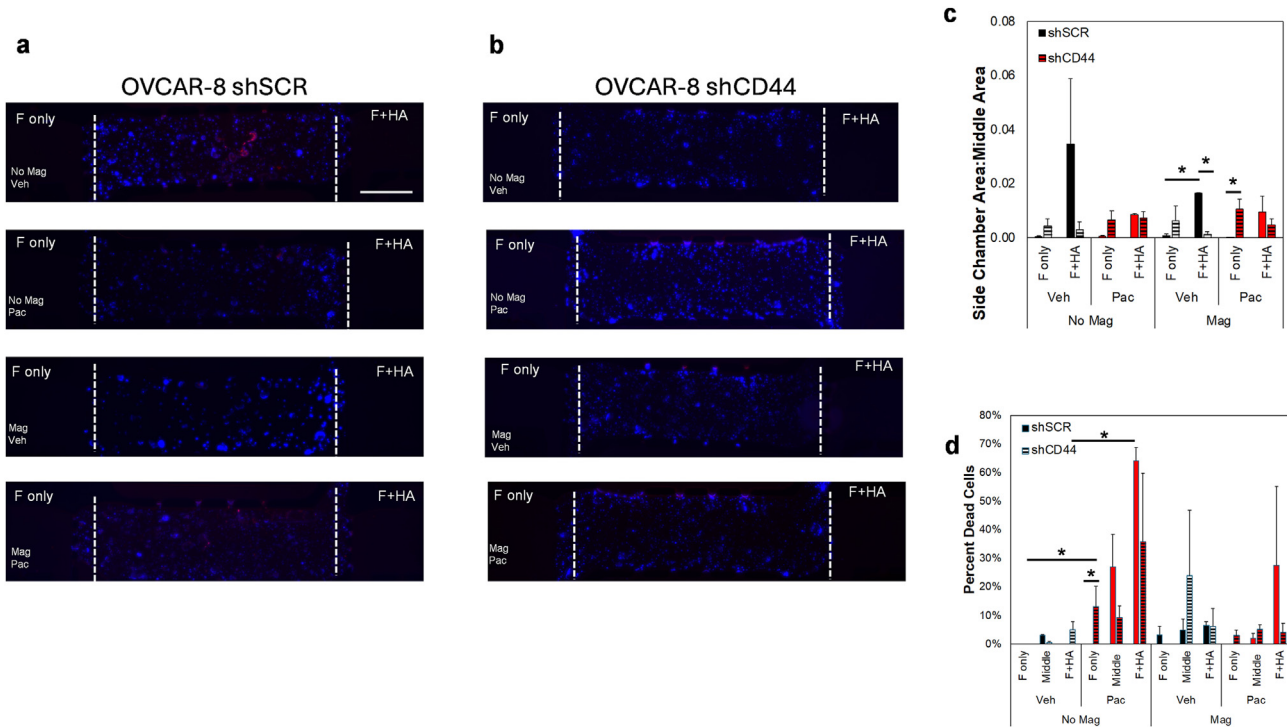 a
OVCAR-8 shSCR
F only
F+HA
No Mag
Veh
F+HA
F only
No Mag
Pac
F only
F+HA
Mag
Veh
F only
F+HA
Mag
Pac
b
OVCAR-8 shCD44
F only
F+HA
No Mag
Veh
F only
F+HA
No Mag
Pac
F+HA
F only
Mag
Veh
F only
F+HA
Mag
Pac
c
0.08
0.06
0.04
0.02
0.00
Side Chamber Area:Middle Area
shSCR
shCD44
*
*
*
F only
F+HA
F only
F+HA
F only
F+HA
F only
F+HA
Veh
Pac
Veh
Pac
No Mag
Mag
d
80%
70%
60%
50%
40%
30%
20%
10%
0%
Percent Dead Cells
shSCR
shCD44
*
*
*
F only
Middle
F+HA
F only
Middle
F+HA
F only
Middle
F+HA
F only
Middle
F+HA
Veh
Pac
Veh
Pac
No Mag
Mag